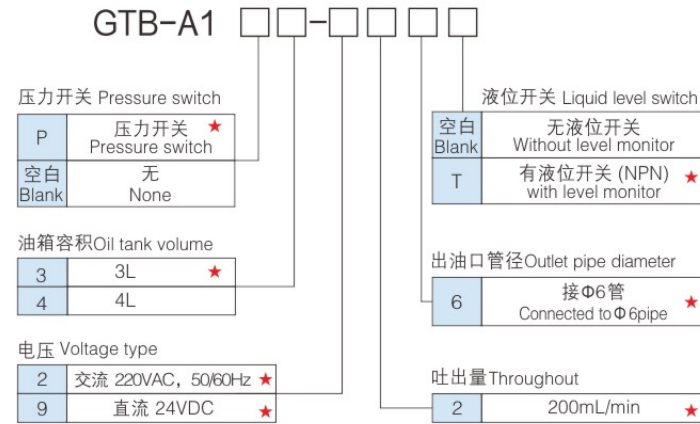 GTB-A1 □□-□□□□
压力开关 Pressure switch
P 压力开关 ★
Pressure switch
空白 无
Blank None
油箱容积Oil tank volume
3 3L ★
4 4L
电压 Voltage type
2 交流 220VAC, 50/60Hz ★
9 直流 24VDC ★
液位开关 Liquid level switch
空白 无液位开关
Blank Without level monitor
T 有液位开关 (NPN) ★
with level monitor
出油口管径Outlet pipe diameter
6 接Φ6管 ★
Connected to Φ6pipe
吐出量Throughout
2 200mL/min ★